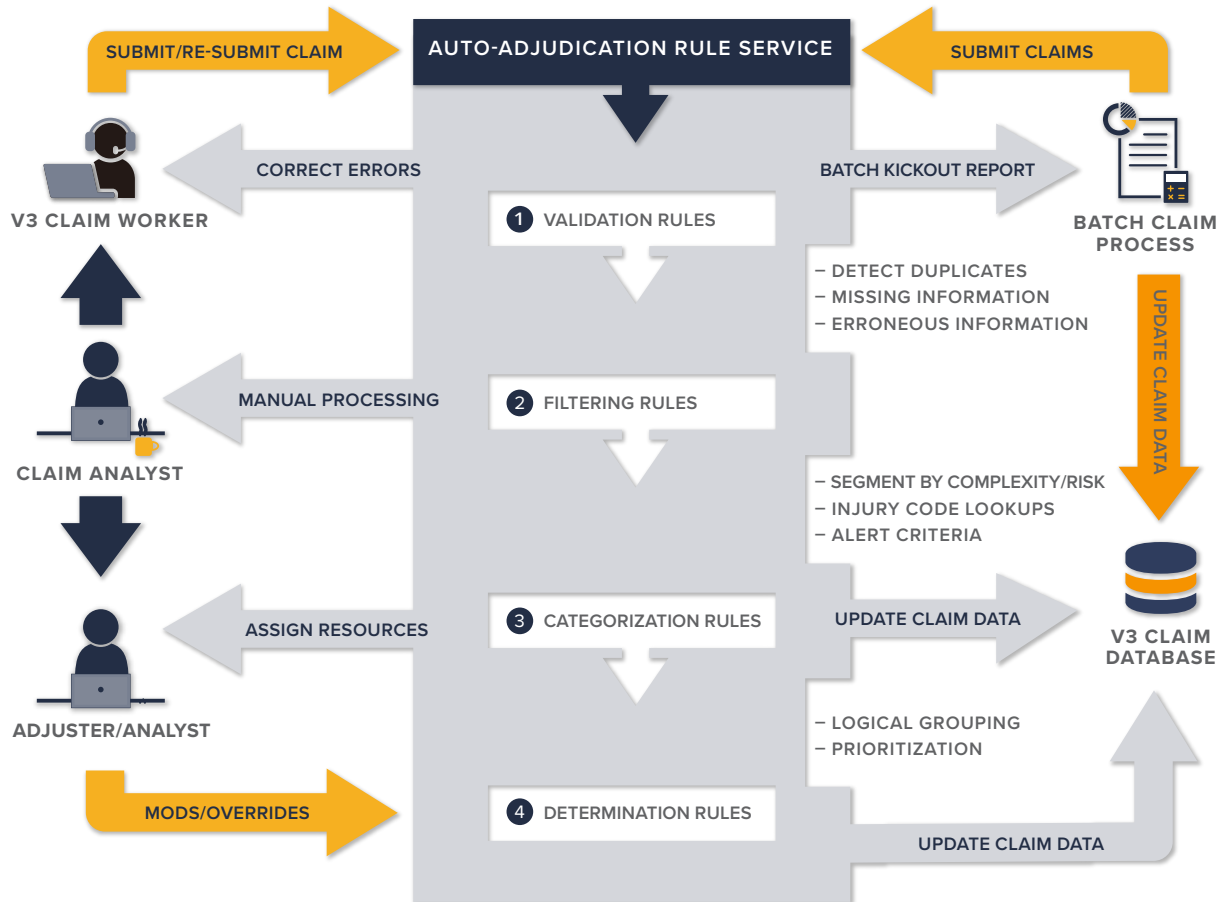 SUBMIT/RE-SUBMIT CLAIM
AUTO-ADJUDICATION RULE SERVICE
SUBMIT CLAIMS
CORRECT ERRORS
BATCH KICKOUT REPORT
V3 CLAIM WORKER
1 VALIDATION RULES
BATCH CLAIM
PROCESS
– DETECT DUPLICATES
– MISSING INFORMATION
– ERRONEOUS INFORMATION
UPDATE CLAIM DATA
MANUAL PROCESSING
2 FILTERING RULES
CLAIM ANALYST
– SEGMENT BY COMPLEXITY/RISK
– INJURY CODE LOOKUPS
– ALERT CRITERIA
ASSIGN RESOURCES
3 CATEGORIZATION RULES
UPDATE CLAIM DATA
V3 CLAIM
DATABASE
ADJUSTER/ANALYST
– LOGICAL GROUPING
– PRIORITIZATION
MODS/OVERRIDES
4 DETERMINATION RULES
UPDATE CLAIM DATA